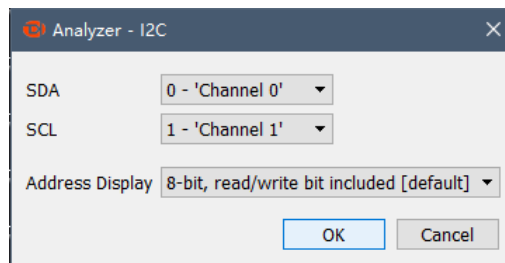 Analyzer - I2C
SDA 0 - 'Channel 0'
SCL 1 - 'Channel 1'
Address Display 8-bit, read/write bit included [default]
OK Cancel